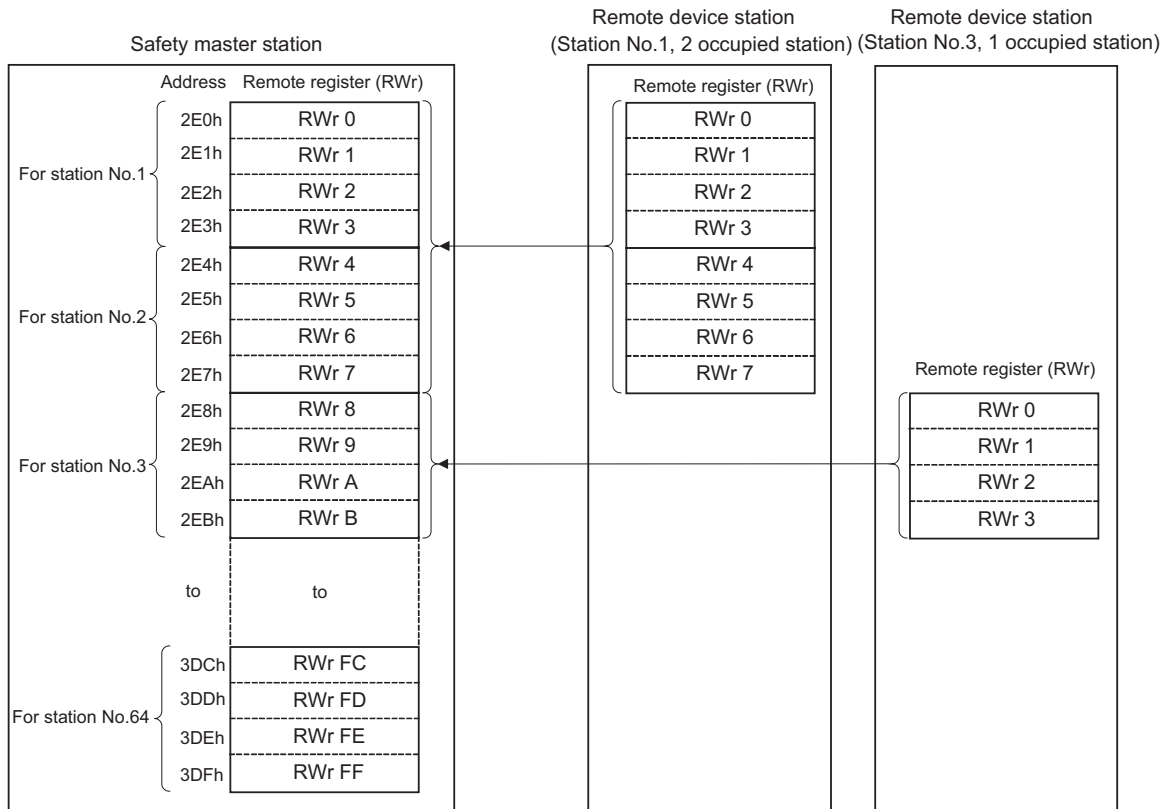 Safety master station
Address Remote register (RWr)
For station No.1
2E0h RWr 0
2E1h RWr 1
2E2h RWr 2
2E3h RWr 3
For station No.2
2E4h RWr 4
2E5h RWr 5
2E6h RWr 6
2E7h RWr 7
For station No.3
2E8h RWr 8
2E9h RWr 9
2EAh RWr A
2EBh RWr B
to to
For station No.64
3DCh RWr FC
3DDh RWr FD
3DEh RWr FE
3DFh RWr FF
Remote device station
(Station No.1, 2 occupied station)
Remote register (RWr)
RWr 0
RWr 1
RWr 2
RWr 3
RWr 4
RWr 5
RWr 6
RWr 7
Remote device station
(Station No.3, 1 occupied station)
Remote register (RWr)
RWr 0
RWr 1
RWr 2
RWr 3